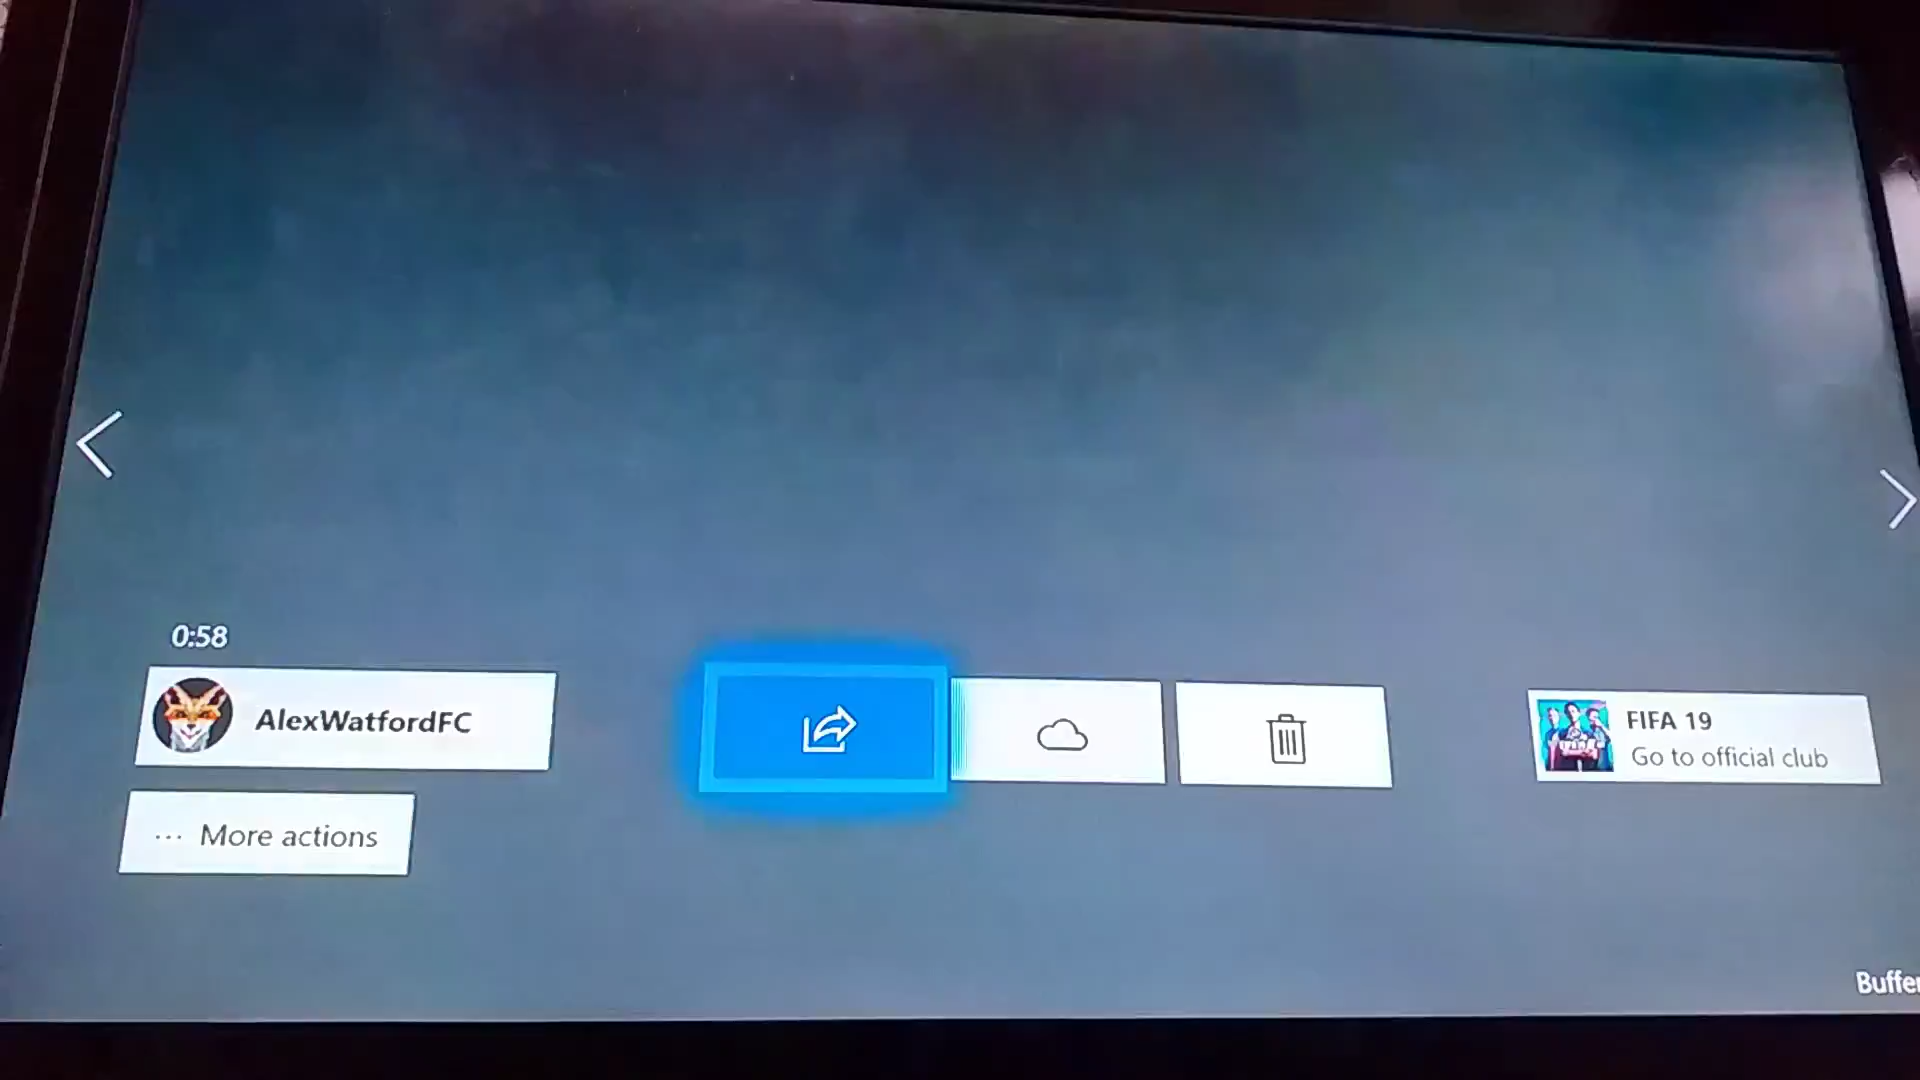 0:58
AlexWatfordFC
FIFA 19
Go to official club
... More actions